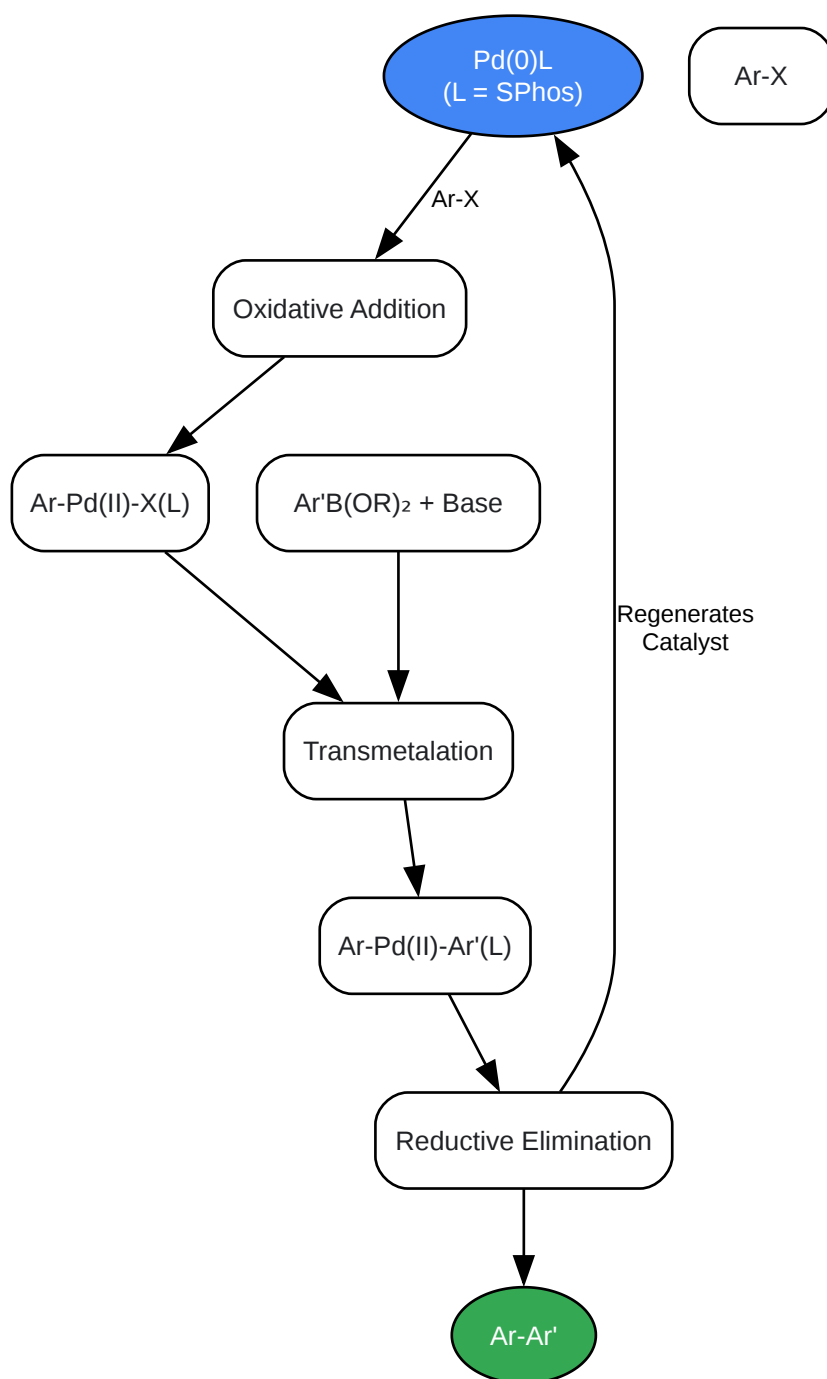 Pd(0)L
(L = SPhos)
Ar-X
Ar-X
Oxidative Addition
Ar-Pd(II)-X(L)
Ar'B(OR)₂ + Base
Regenerates
Catalyst
Transmetalation
Ar-Pd(II)-Ar'(L)
Reductive Elimination
Ar-Ar'